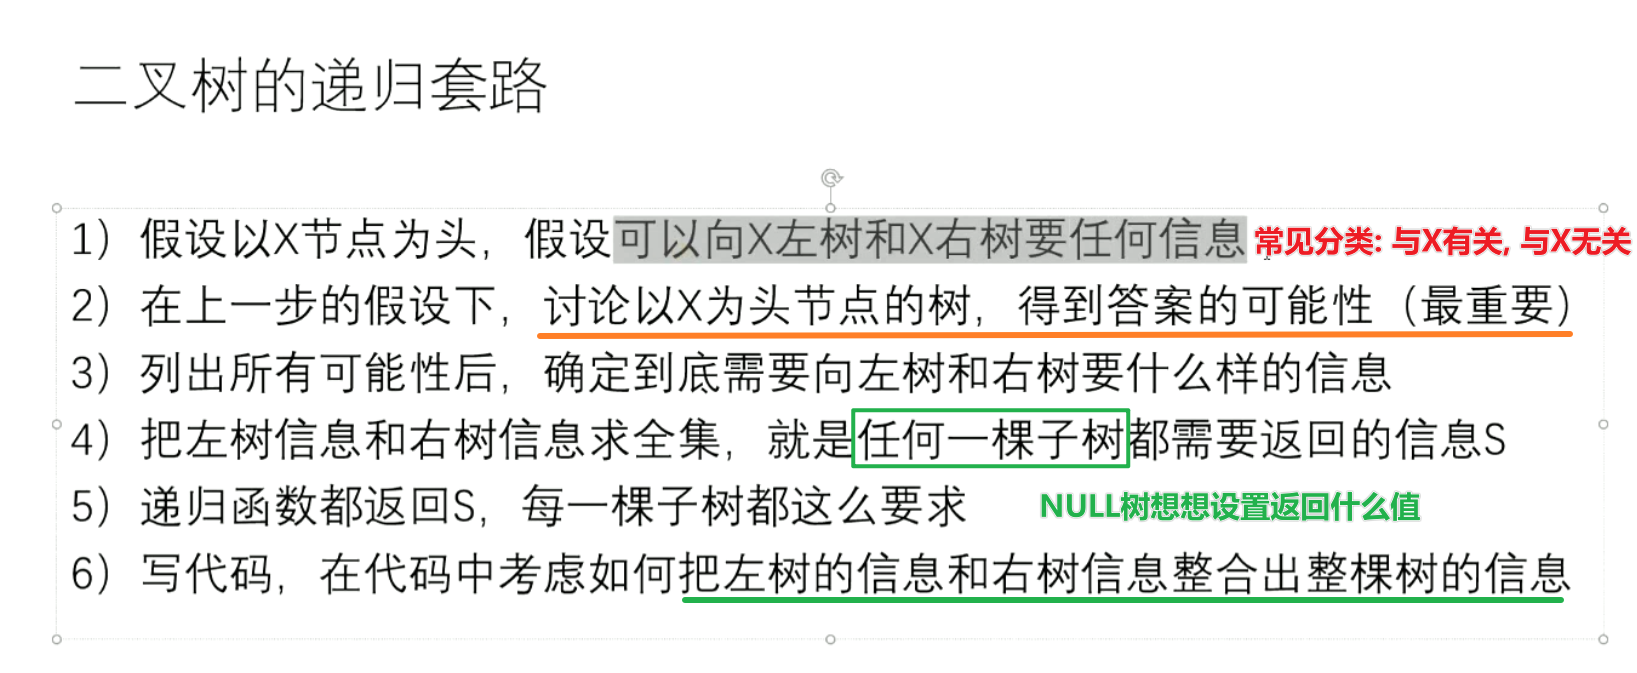 二叉树的递归套路
1）假设以X节点为头，假设可以向X左树和X右树要任何信息 常见分类: 与X有关, 与X无关
2）在上一步的假设下，讨论以X为头节点的树，得到答案的可能性（最重要）
3）列出所有可能性后，确定到底需要向左树和右树要什么样的信息
4）把左树信息和右树信息求全集，就是任何一棵子树都需要返回的信息S
5）递归函数都返回S，每一棵子树都这么要求 NULL树想想设置返回什么值
6）写代码，在代码中考虑如何把左树的信息和右树信息整合出整棵树的信息